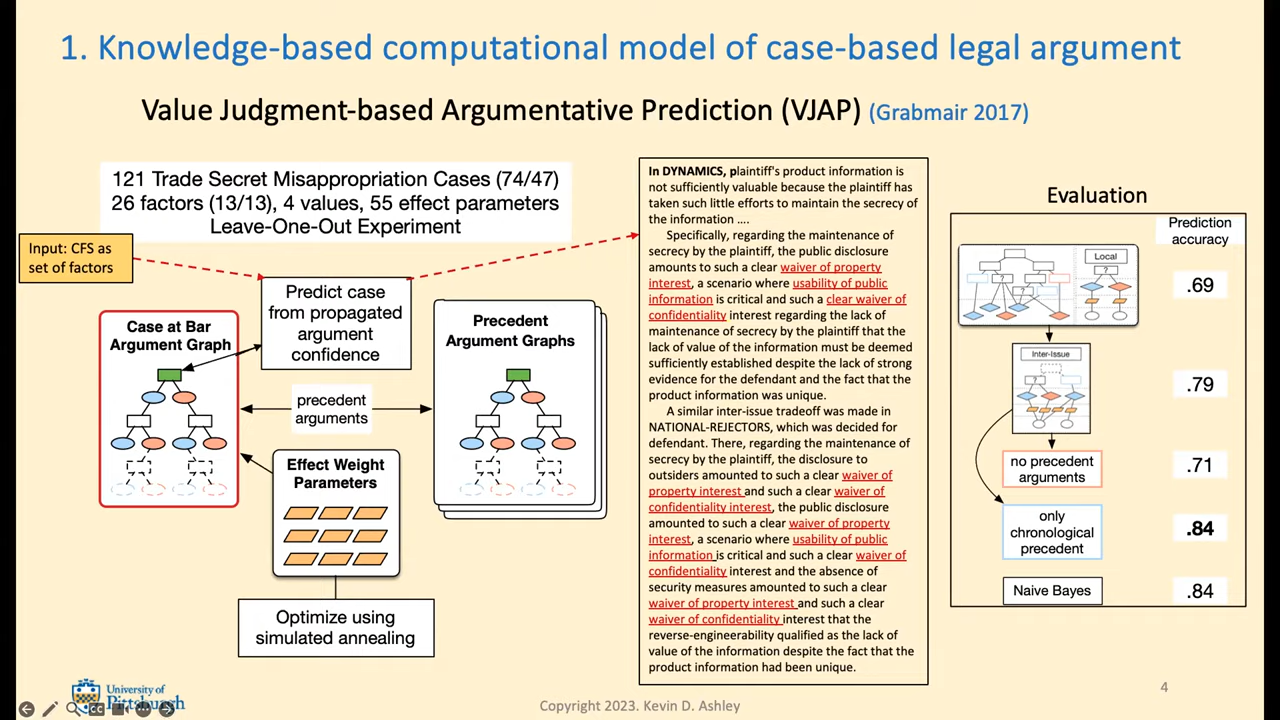 1. Knowledge-based computational model of case-based legal argument
Value Judgment-based Argumentative Prediction (VJAP) (Grabmair 2017)
121 Trade Secret Misappropriation Cases (74/47)
26 factors (13/13), 4 values, 55 effect parameters
Leave-One-Out Experiment
Input: CFS as
set of factors
Predict case
from propagated
argument
confidence
Case at Bar
Argument Graph
Precedent
Argument Graphs
precedent
arguments
Effect Weight
Parameters
Optimize using
simulated annealing
In DYNAMICS, plaintiff's product information is
not sufficiently valuable because the plaintiff has
taken such little efforts to maintain the secrecy of
the information ....
Specifically, regarding the maintenance of
secrecy by the plaintiff, the public disclosure
amounts to such a clear waiver of property
interest, a scenario where usability of public
information is critical and such a clear waiver of
confidentiality interest regarding the lack of
maintenance of secrecy by the plaintiff that the
lack of value of the information must be deemed
sufficiently established despite the lack of strong
evidence for the defendant and the fact that the
product information was unique.
A similar inter-issue tradeoff was made in
NATIONAL-REJECTORS, which was decided for
defendant. There, regarding the maintenance of
secrecy by the plaintiff, the disclosure to
outsiders amounted to such a clear waiver of
property interest and such a clear waiver of
confidentiality interest, the public disclosure
amounted to such a clear waiver of property
interest, a scenario where usability of public
information is critical and such a clear waiver of
confidentiality interest and the absence of
security measures amounted to such a clear
waiver of property interest and such a clear
waiver of confidentiality interest that the
reverse-engineerability qualified as the lack of
value of the information despite the fact that the
product information had been unique.
Evaluation
Prediction
accuracy
Local
?
?
?
?
.69
Inter-Issue
?
?
.79
no precedent
arguments
.71
only
chronological
precedent
.84
Naive Bayes
.84
University of
Pittsburgh
CC
Copyright 2023. Kevin D. Ashley
4